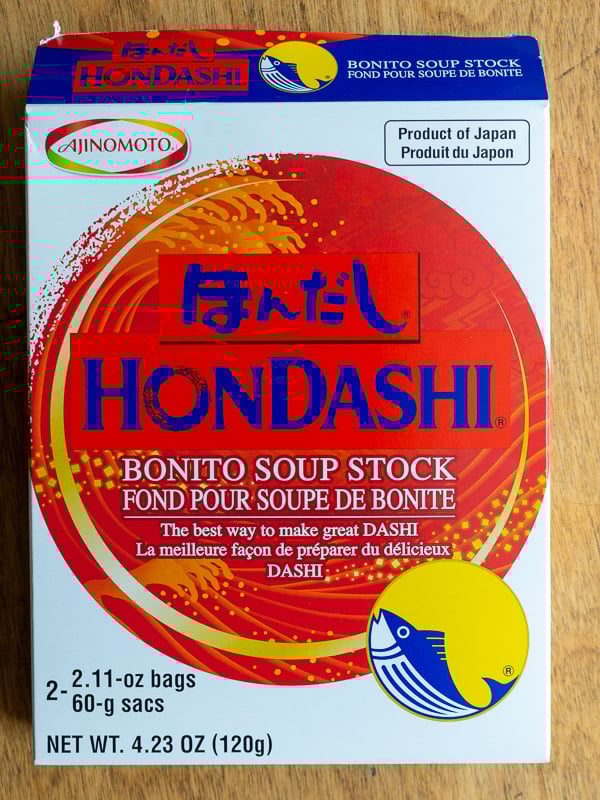 ほんだし
HONDASHI
BONITO SOUP STOCK
FOND POUR SOUPE DE BONITE
AJINOMOTO®
Product of Japan
Produit du Japon
ほんだし®
HONDASHI®
BONITO SOUP STOCK
FOND POUR SOUPE DE BONITE
The best way to make great DASHI
La meilleure façon de préparer du délicieux
DASHI
®
2- 2.11-oz bags
60-g sacs
NET WT. 4.23 OZ (120g)